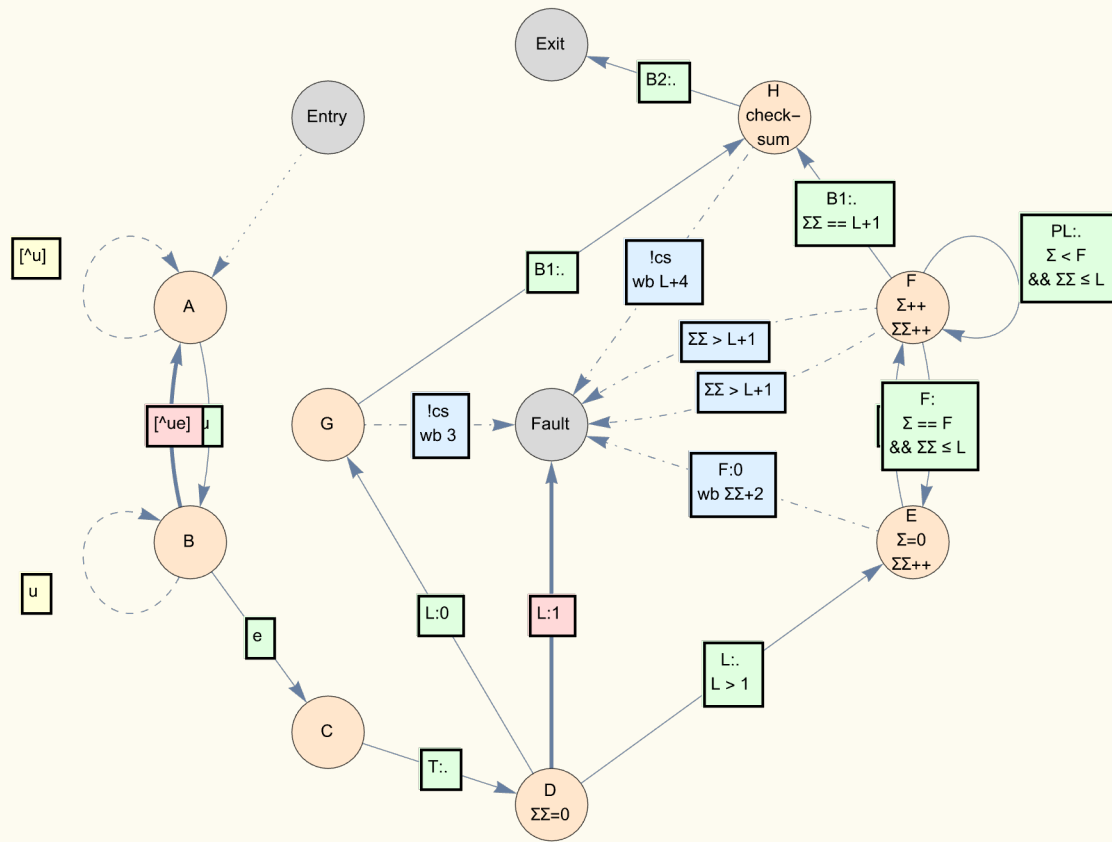 Exit
B2:.
H
check–
sum
Entry
B1:.
ΣΣ == L+1
PL:.
Σ < F
&& ΣΣ ≤ L
[^u]
!cs
wb L+4
B1:.
A
F
Σ++
ΣΣ++
ΣΣ > L+1
ΣΣ > L+1
[^ue]
u
G
!cs
wb 3
Fault
F:
Σ == F
&& ΣΣ ≤ L
F:0
wb ΣΣ+2
B
E
Σ=0
ΣΣ++
u
L:0
L:1
e
L:.
L > 1
C
T:.
D
ΣΣ=0